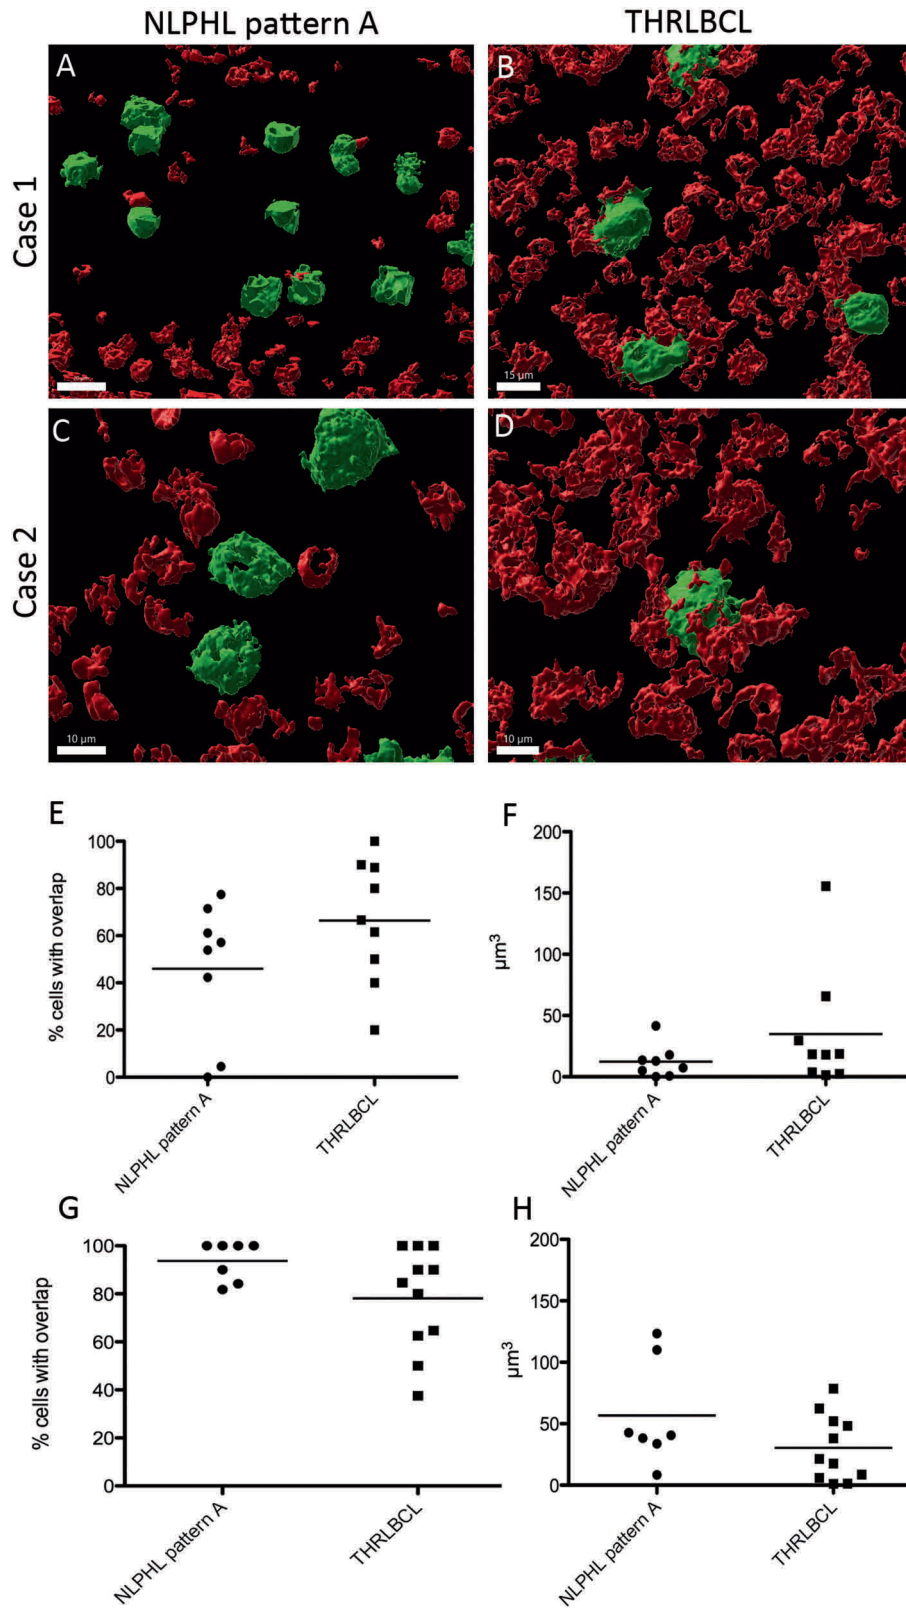 NLPHL pattern A
THRLBCL
Case 1
A
B
15 µm
Case 2
C
10 µm
D
10 µm
E
% cells with overlap
100
80
60
40
20
0
NLPHL pattern A
THRLBCL
F
µm³
200
150
100
50
0
NLPHL pattern A
THRLBCL
G
% cells with overlap
100
80
60
40
20
0
NLPHL pattern A
THRLBCL
H
µm³
200
150
100
50
0
NLPHL pattern A
THRLBCL